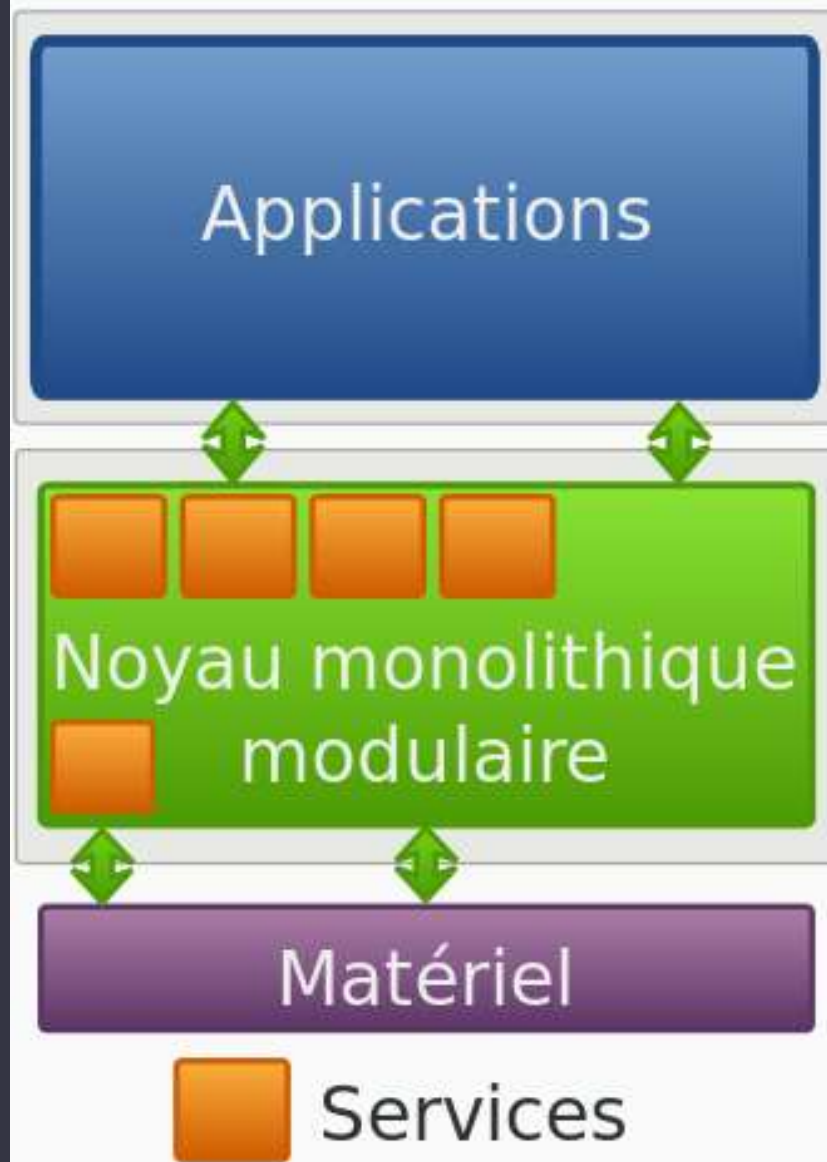 Applications
Noyau monolithique
modulaire
Matériel
Services